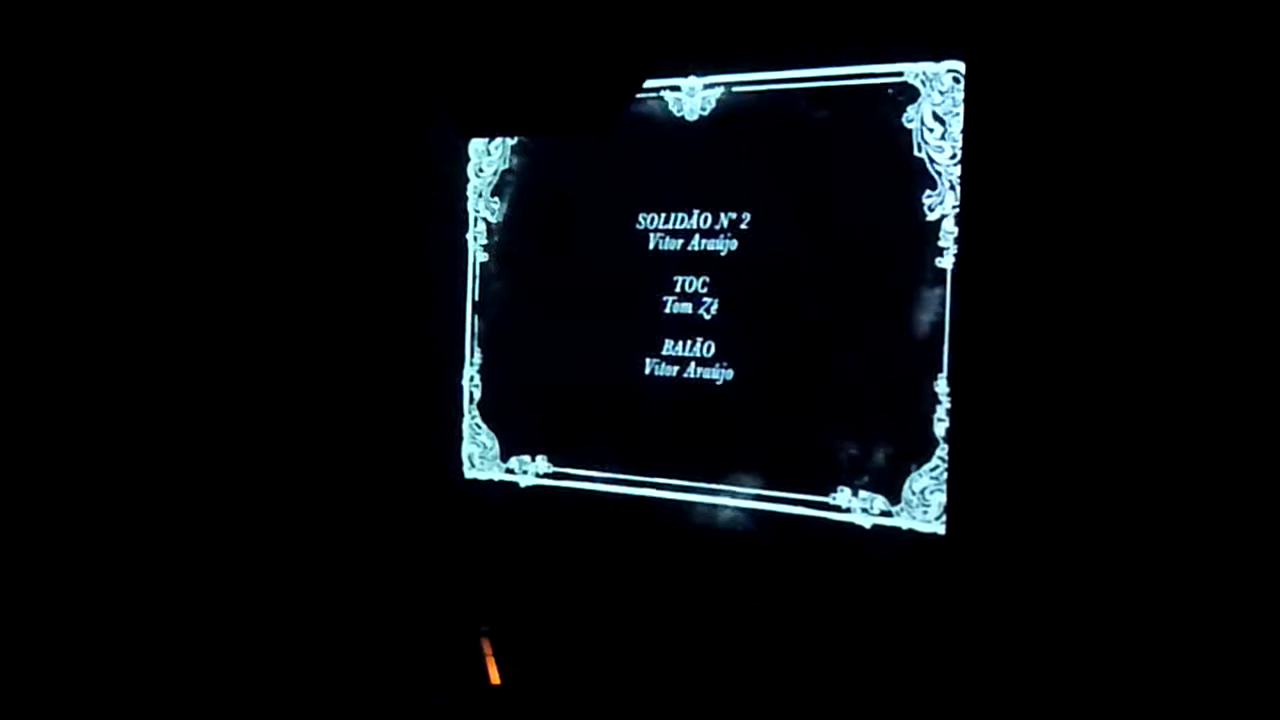 SOLIDÃO Nº 2
Vitor Araújo
TOC
Tom Zé
BAIÃO
Vitor Araújo